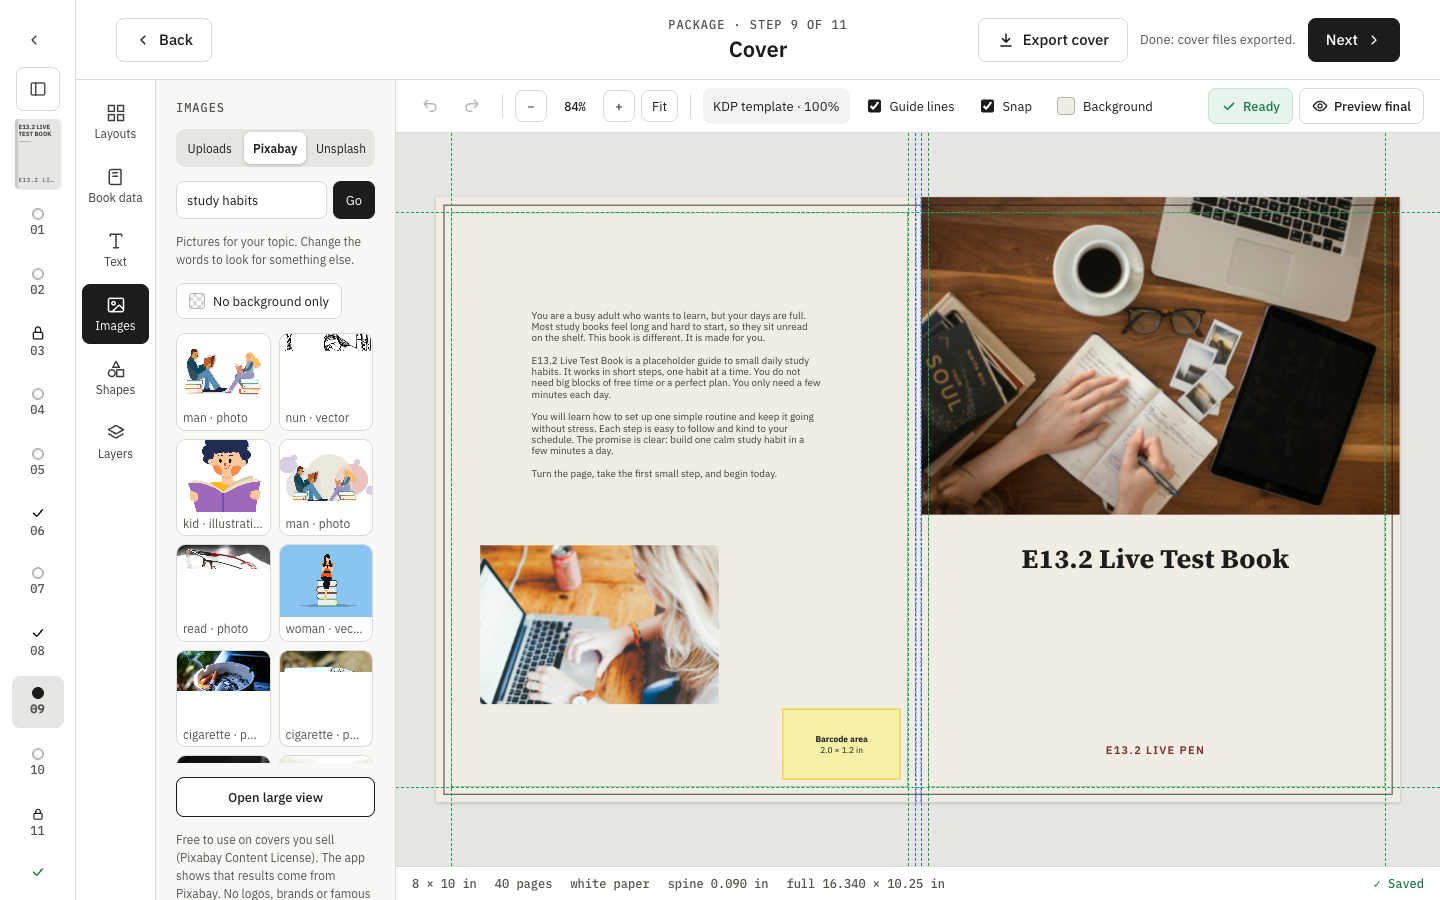 Back
PACKAGE · STEP 9 OF 11
Cover
Export cover
Done: cover files exported.
Next
E13.2 LIVE
TEST BOOK
E13.2 LI…
01
02
03
04
05
06
07
08
09
10
11
Layouts
Book data
Text
Images
Shapes
Layers
IMAGES
Uploads
Pixabay
Unsplash
study habits
Go
Pictures for your topic. Change the
words to look for something else.
No background only
man · photo
nun · vector
kid · illustrati…
man · photo
read · photo
woman · vec…
cigarette · p…
cigarette · p…
Open large view
Free to use on covers you sell
(Pixabay Content License). The app
shows that results come from
Pixabay. No logos, brands or famous
84%
Fit
KDP template · 100%
Guide lines
Snap
Background
Ready
Preview final
You are a busy adult who wants to learn, but your days are full.
Most study books feel long and hard to start, so they sit unread
on the shelf. This book is different. It is made for you.
E13.2 Live Test Book is a placeholder guide to small daily study
habits. It works in short steps, one habit at a time. You do not
need big blocks of free time or a perfect plan. You only need a few
minutes each day.
You will learn how to set up one simple routine and keep it going
without stress. Each step is easy to follow and kind to your
schedule. The promise is clear: build one calm study habit in a
few minutes a day.
Turn the page, take the first small step, and begin today.
Barcode area
2.0 × 1.2 in
SOUL
E13.2 Live Test Book
E13.2 LIVE PEN
8 × 10 in
40 pages
white paper
spine 0.090 in
full 16.340 × 10.25 in
✓ Saved